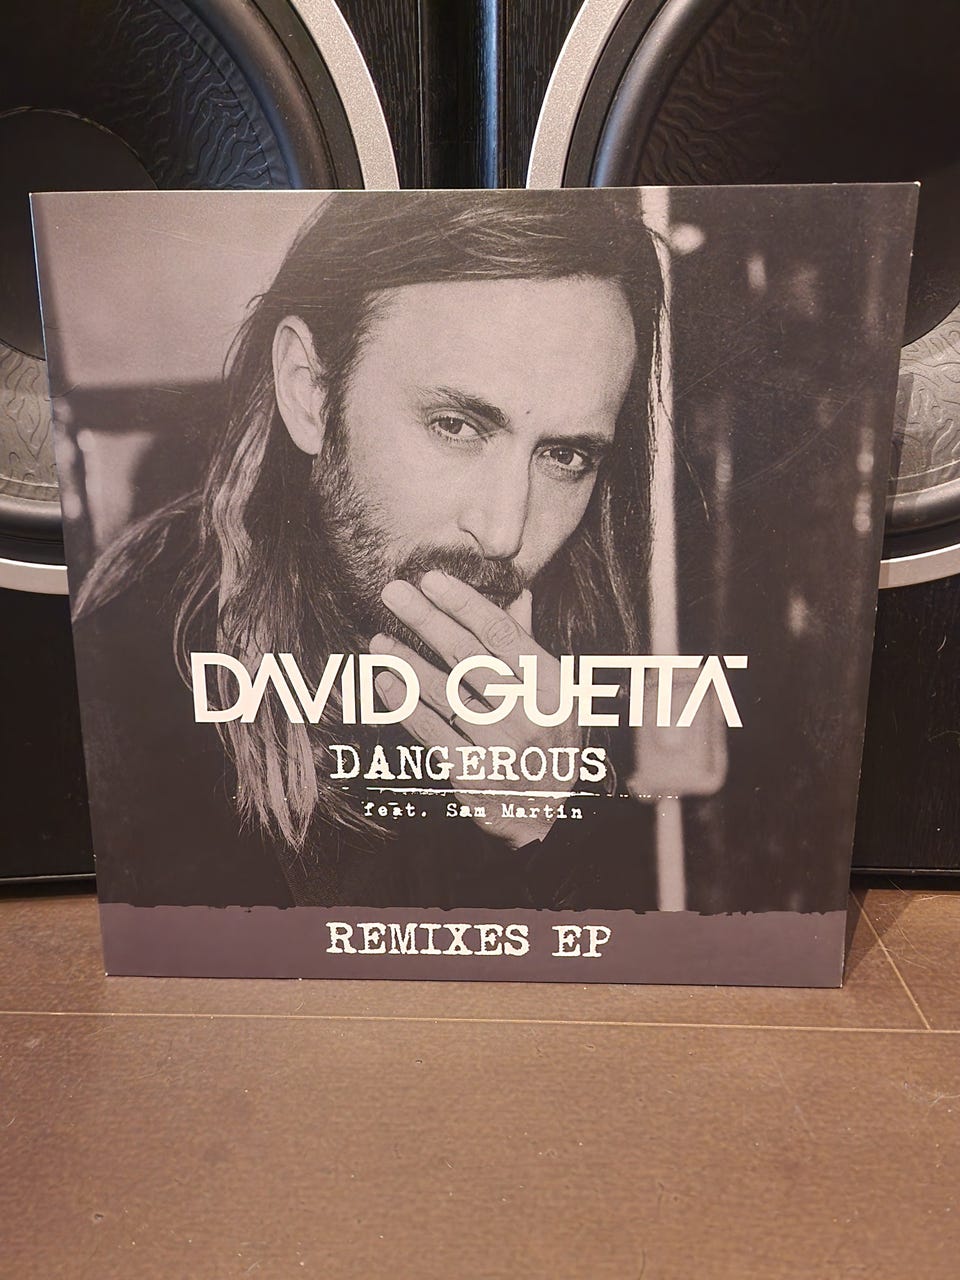 DAVID GUETTA
DANGEROUS
feat. Sam Martin
REMIXES EP